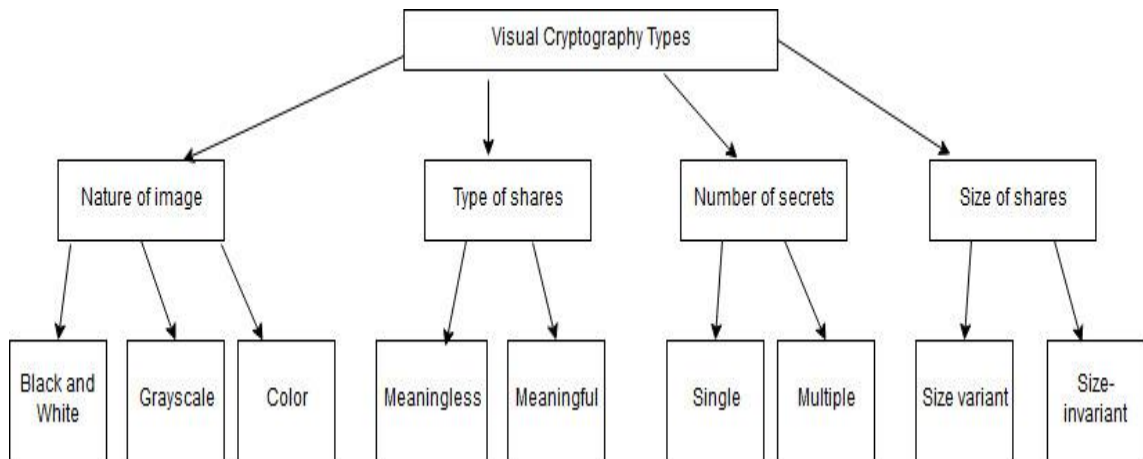 Visual Cryptography Types
Nature of image
Type of shares
Number of secrets
Size of shares
Black and
White
Grayscale
Color
Meaningless
Meaningful
Single
Multiple
Size variant
Size-
invariant